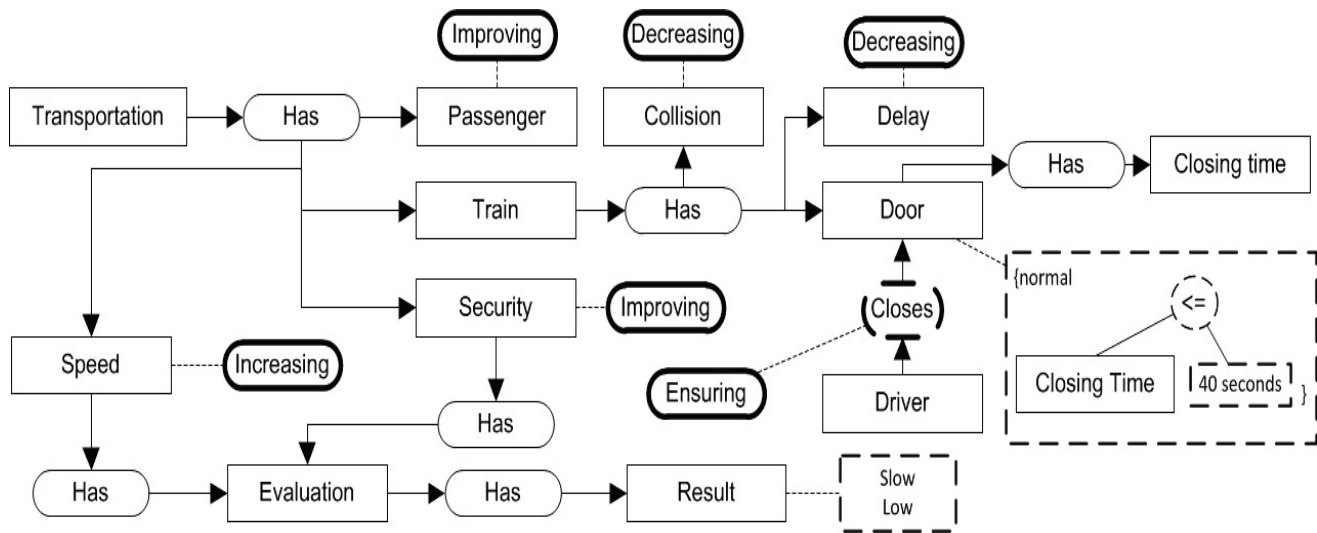 Improving
Decreasing
Decreasing
Transportation
Has
Passenger
Collision
Delay
Has
Closing time
Train
Has
Door
{normal
<=
Security
Improving
Closes
Speed
Increasing
Closing Time
40 seconds
}
Ensuring
Driver
Has
Has
Evaluation
Has
Result
Slow
Low